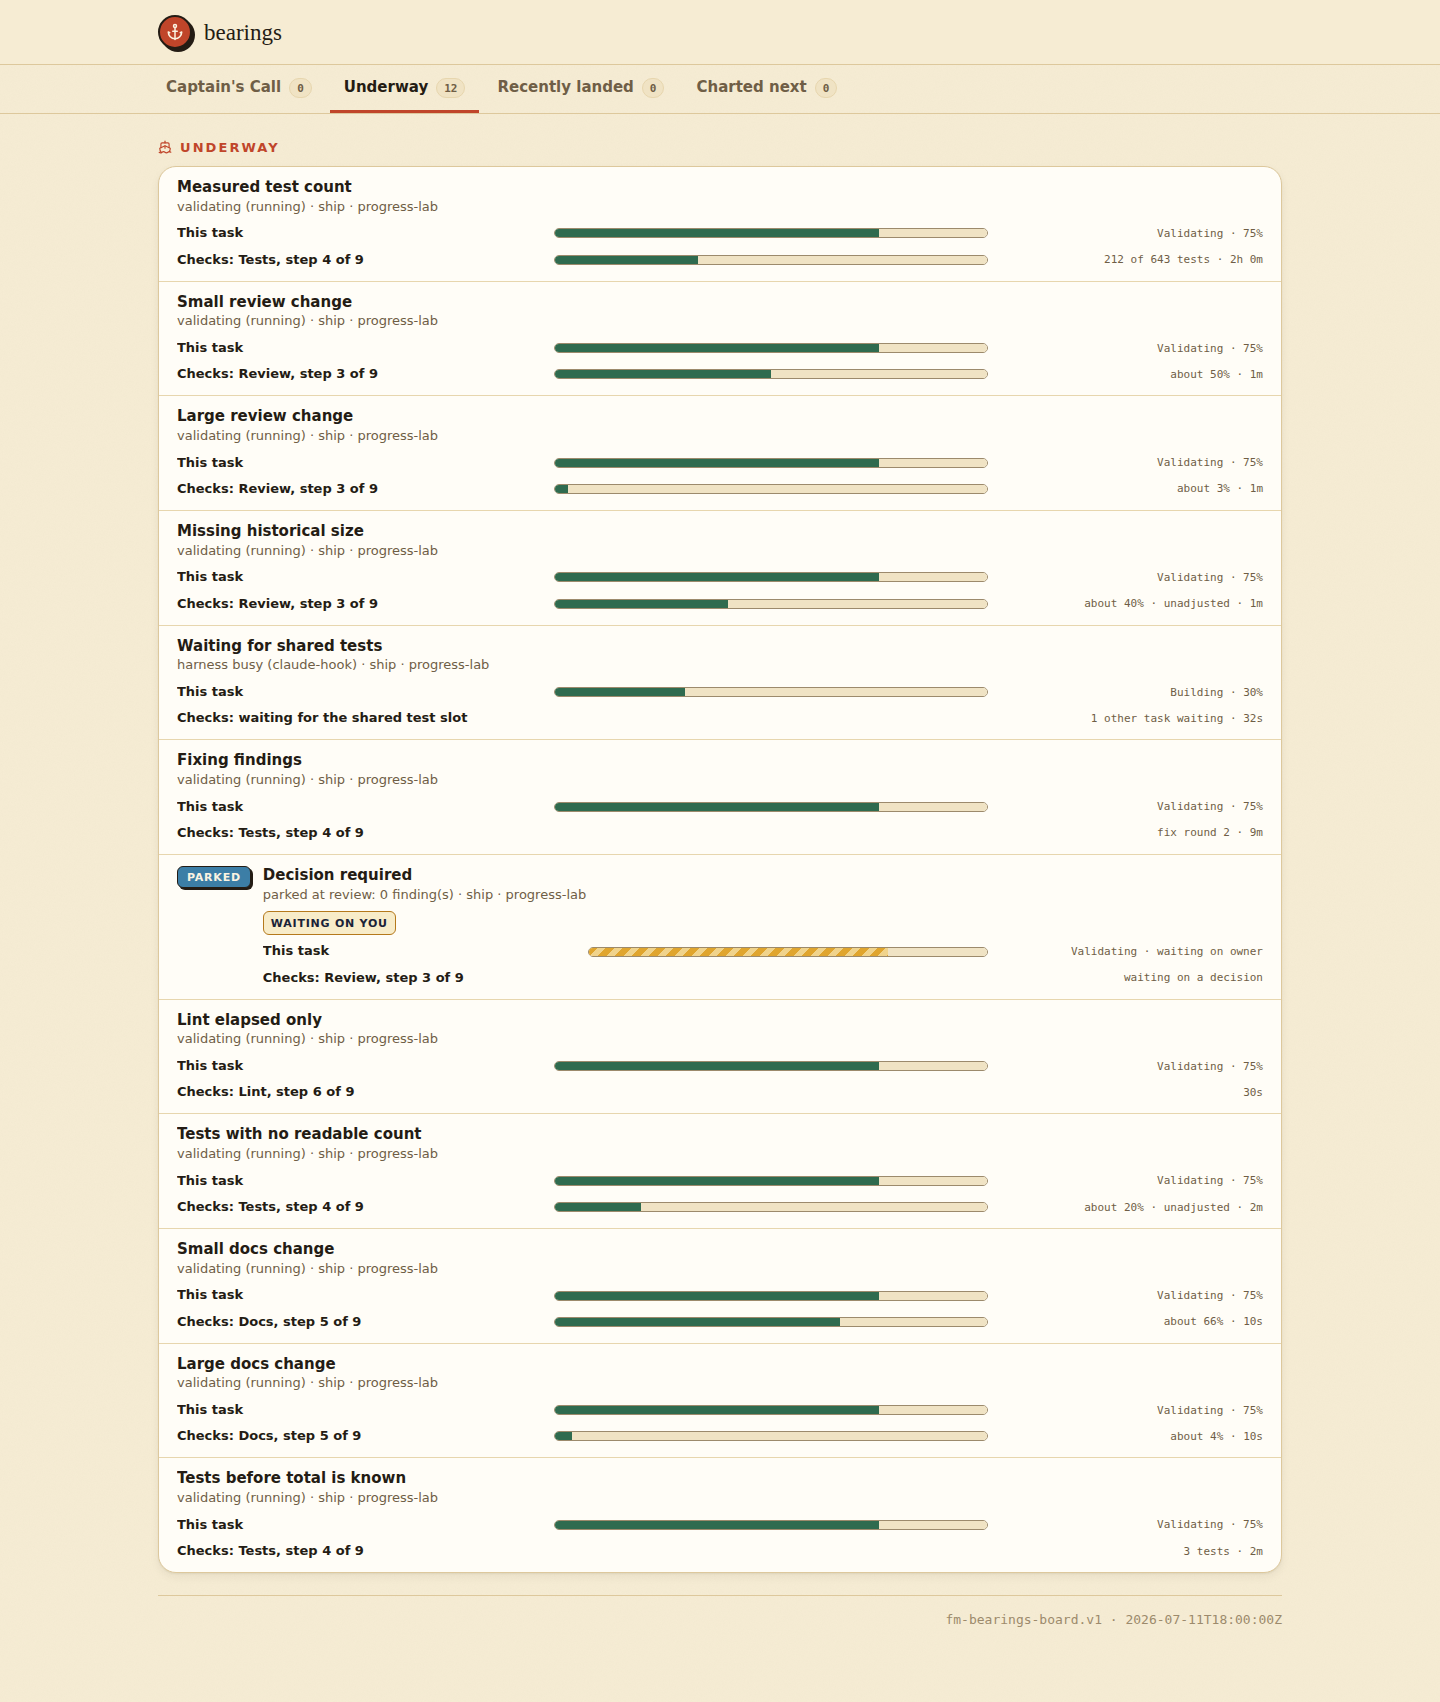 bearings
Captain's Call 0 Underway 12 Recently landed 0 Charted next 0
UNDERWAY
Measured test count
validating (running) · ship · progress-lab
This task Validating · 75%
Checks: Tests, step 4 of 9 212 of 643 tests · 2h 0m
Small review change
validating (running) · ship · progress-lab
This task Validating · 75%
Checks: Review, step 3 of 9 about 50% · 1m
Large review change
validating (running) · ship · progress-lab
This task Validating · 75%
Checks: Review, step 3 of 9 about 3% · 1m
Missing historical size
validating (running) · ship · progress-lab
This task Validating · 75%
Checks: Review, step 3 of 9 about 40% · unadjusted · 1m
Waiting for shared tests
harness busy (claude-hook) · ship · progress-lab
This task Building · 30%
Checks: waiting for the shared test slot 1 other task waiting · 32s
Fixing findings
validating (running) · ship · progress-lab
This task Validating · 75%
Checks: Tests, step 4 of 9 fix round 2 · 9m
PARKED Decision required
parked at review: 0 finding(s) · ship · progress-lab
WAITING ON YOU
This task Validating · waiting on owner
Checks: Review, step 3 of 9 waiting on a decision
Lint elapsed only
validating (running) · ship · progress-lab
This task Validating · 75%
Checks: Lint, step 6 of 9 30s
Tests with no readable count
validating (running) · ship · progress-lab
This task Validating · 75%
Checks: Tests, step 4 of 9 about 20% · unadjusted · 2m
Small docs change
validating (running) · ship · progress-lab
This task Validating · 75%
Checks: Docs, step 5 of 9 about 66% · 10s
Large docs change
validating (running) · ship · progress-lab
This task Validating · 75%
Checks: Docs, step 5 of 9 about 4% · 10s
Tests before total is known
validating (running) · ship · progress-lab
This task Validating · 75%
Checks: Tests, step 4 of 9 3 tests · 2m
fm-bearings-board.v1 · 2026-07-11T18:00:00Z